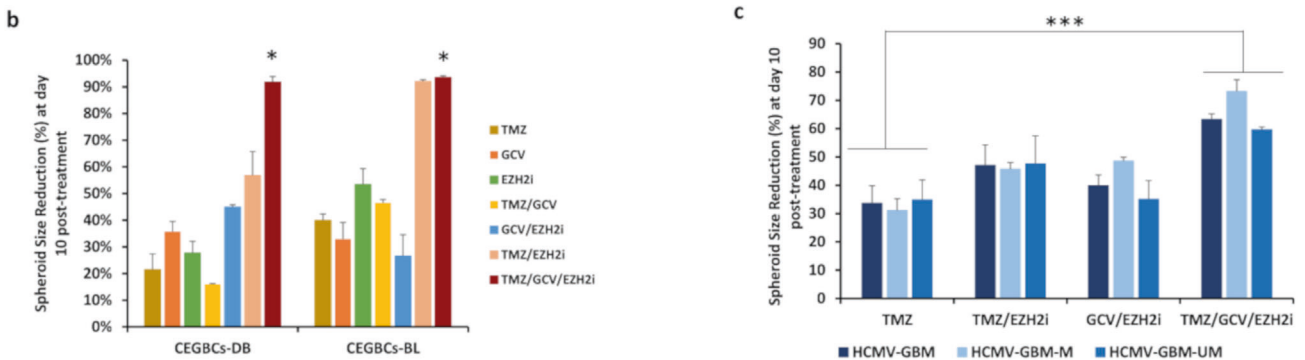 b
Spheroid Size Reduction (%) at day
10 post-treatment
100%
90%
80%
70%
60%
50%
40%
30%
20%
10%
0%
*
*
CEGBCs-DB
CEGBCs-BL
TMZ
GCV
EZH2i
TMZ/GCV
GCV/EZH2i
TMZ/EZH2i
TMZ/GCV/EZH2i
c
Spheroid Size Reduction (%) at day 10
post-treatment
90
80
70
60
50
40
30
20
10
0
***
TMZ
TMZ/EZH2i
GCV/EZH2i
TMZ/GCV/EZH2i
HCMV-GBM
HCMV-GBM-M
HCMV-GBM-UM